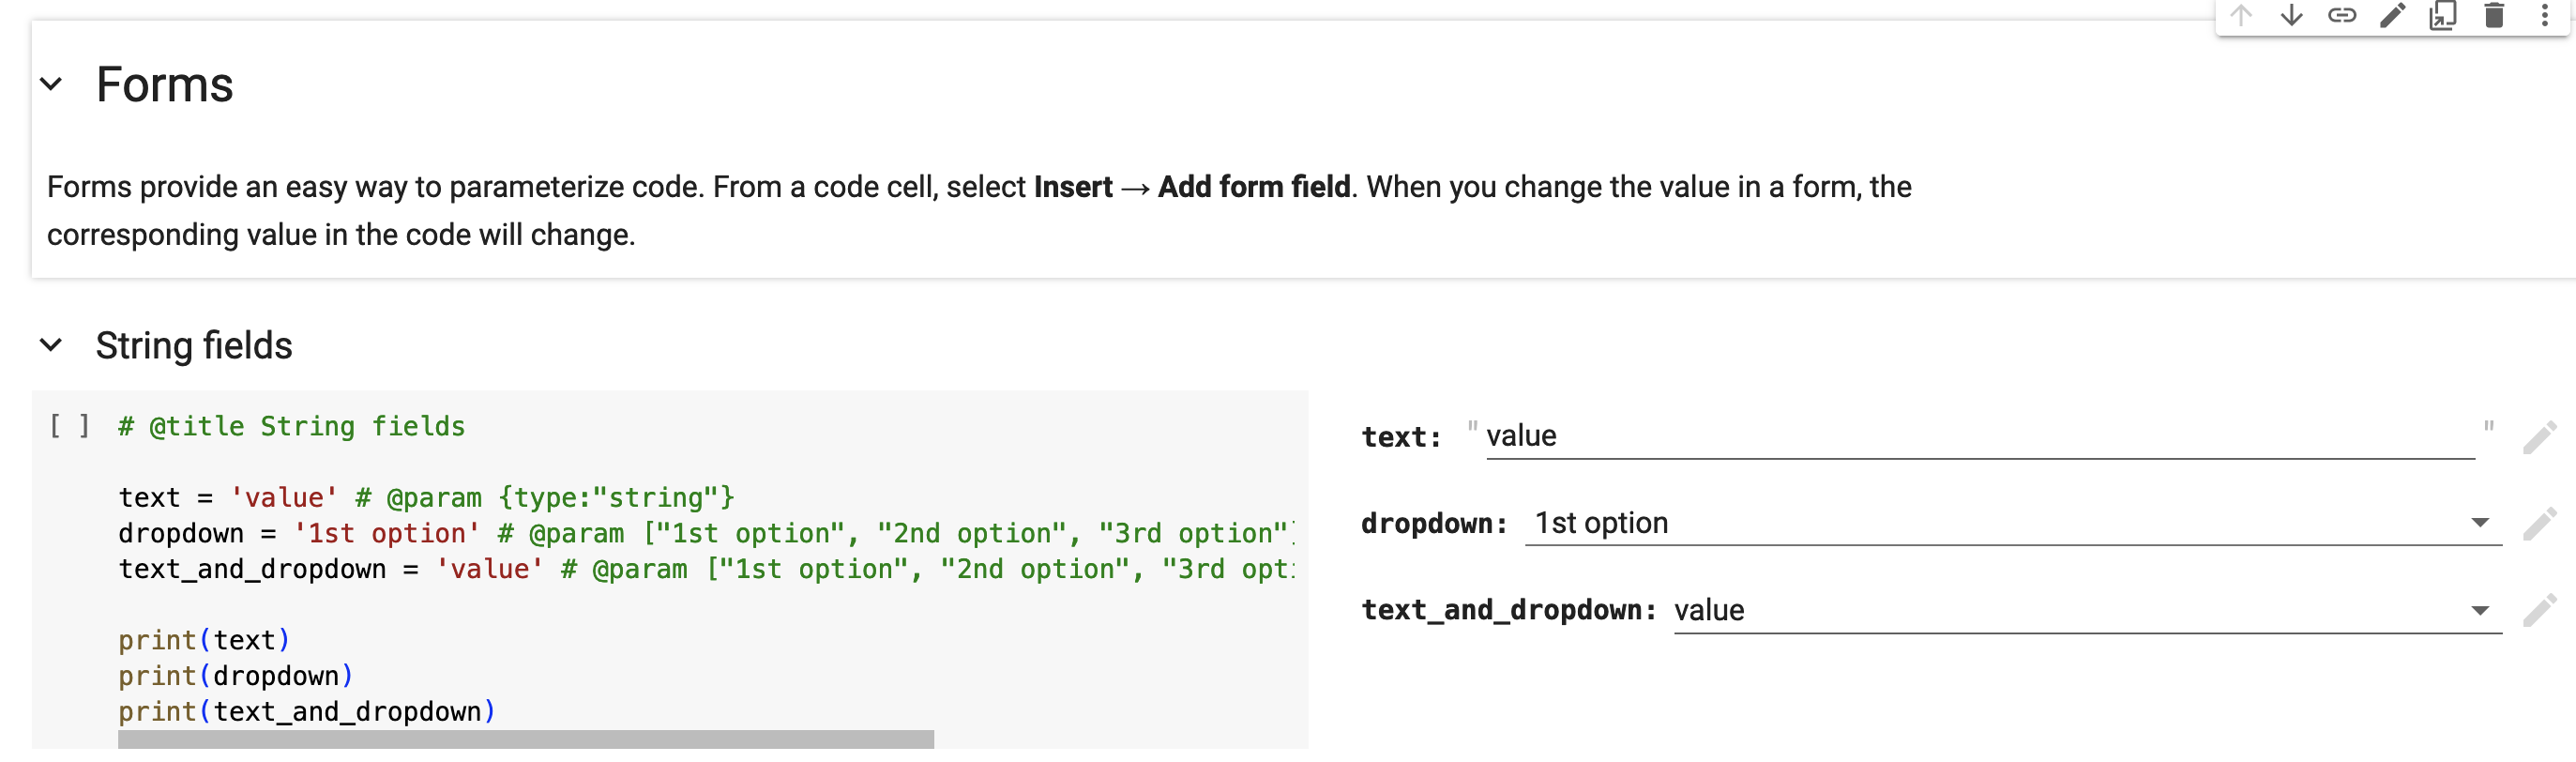 Forms
Forms provide an easy way to parameterize code. From a code cell, select Insert → Add form field. When you change the value in a form, the
corresponding value in the code will change.
String fields
[ ] # @title String fields
text = 'value' # @param {type:"string"}
dropdown = '1st option' # @param ["1st option", "2nd option", "3rd option"
text_and_dropdown = 'value' # @param ["1st option", "2nd option", "3rd
print(text)
print(dropdown)
print(text_and_dropdown)
text: "value"
dropdown: 1st option
text_and_dropdown: value